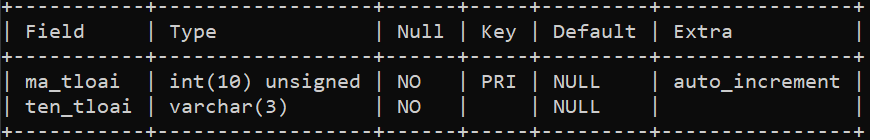 +-----------+------------------+------+-----+---------+----------------+
| Field     | Type             | Null | Key | Default | Extra          |
+-----------+------------------+------+-----+---------+----------------+
| ma_tloai  | int(10) unsigned | NO   | PRI | NULL    | auto_increment |
| ten_tloai | varchar(3)       | NO   |     | NULL    |                |
+-----------+------------------+------+-----+---------+----------------+